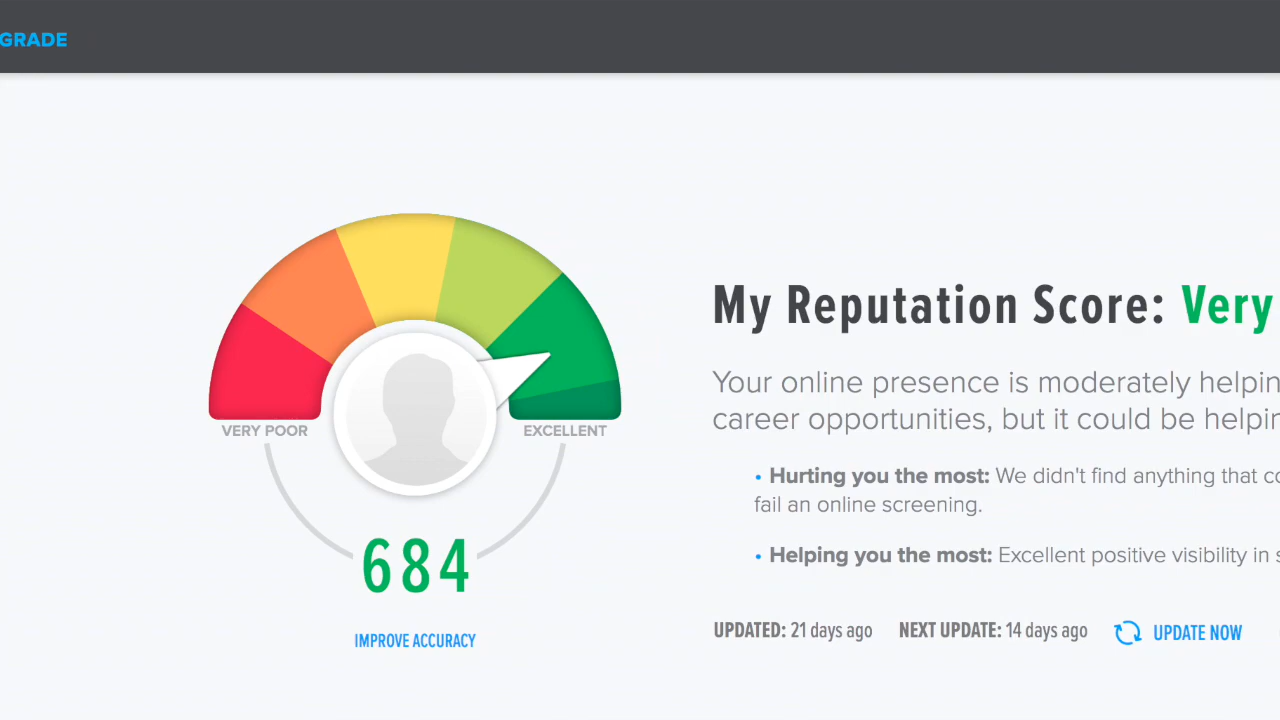 GRADE
My Reputation Score: Very
Your online presence is moderately helpin
career opportunities, but it could be helpin
VERY POOR
EXCELLENT
• Hurting you the most: We didn't find anything that co
fail an online screening.
• Helping you the most: Excellent positive visibility in s
684
IMPROVE ACCURACY
UPDATED: 21 days ago NEXT UPDATE: 14 days ago UPDATE NOW